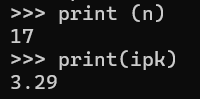 >>> print (n)
17
>>> print(ipk)
3.29